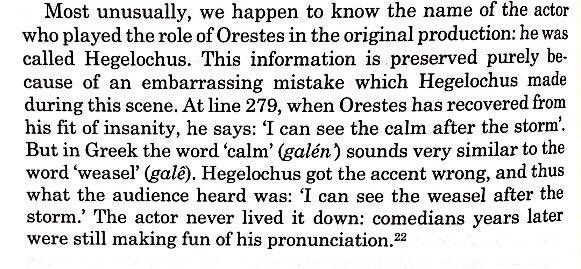 Most unusually, we happen to know the name of the actor
who played the role of Orestes in the original production: he was
called Hegelochus. This information is preserved purely be-
cause of an embarrassing mistake which Hegelochus made
during this scene. At line 279, when Orestes has recovered from
his fit of insanity, he says: ‘I can see the calm after the storm’.
But in Greek the word ‘calm’ (galén’) sounds very similar to the
word ‘weasel’ (galê). Hegelochus got the accent wrong, and thus
what the audience heard was: ‘I can see the weasel after the
storm.’ The actor never lived it down: comedians years later
were still making fun of his pronunciation.²²